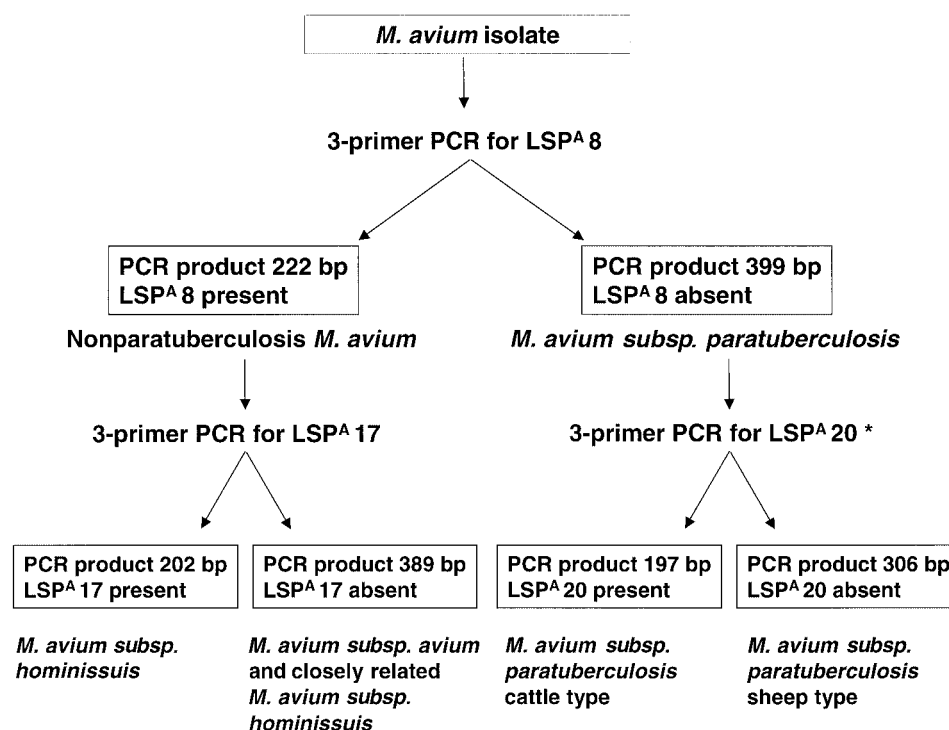 M. avium isolate
3-primer PCR for LSPᴬ 8
PCR product 222 bp
LSPᴬ 8 present
PCR product 399 bp
LSPᴬ 8 absent
Nonparatuberculosis M. avium
M. avium subsp. paratuberculosis
3-primer PCR for LSPᴬ 17
3-primer PCR for LSPᴬ 20 *
PCR product 202 bp
LSPᴬ 17 present
PCR product 389 bp
LSPᴬ 17 absent
PCR product 197 bp
LSPᴬ 20 present
PCR product 306 bp
LSPᴬ 20 absent
M. avium subsp.
hominissuis
M. avium subsp. avium
and closely related
M. avium subsp.
hominissuis
M. avium subsp.
paratuberculosis
cattle type
M. avium subsp.
paratuberculosis
sheep type